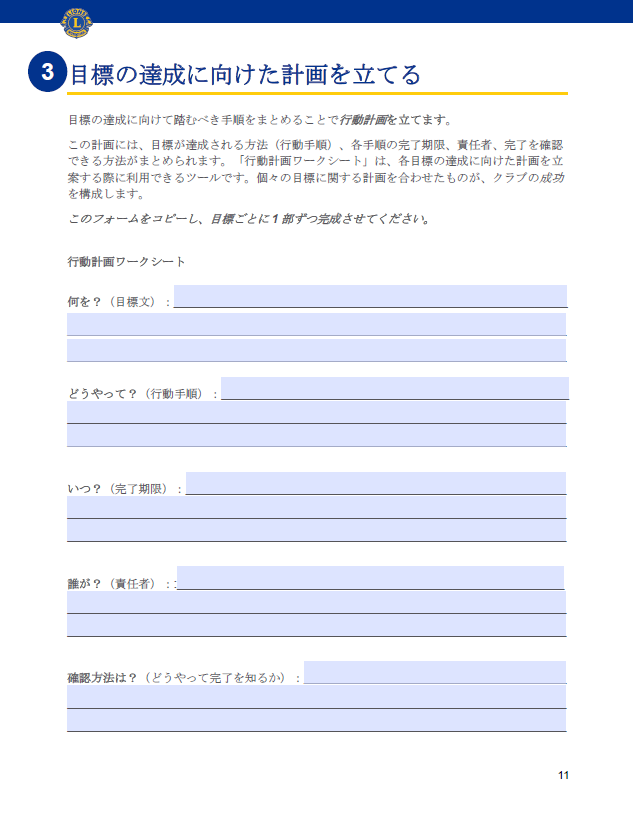 LIONS
L
INTERNATIONAL
3
目標の達成に向けた計画を立てる
目標の達成に向けて踏むべき手順をまとめることで行動計画を立てます。
この計画には、目標が達成される方法（行動手順）、各手順の完了期限、責任者、完了を確認
できる方法がまとめられます。「行動計画ワークシート」は、各目標の達成に向けた計画を立
案する際に利用できるツールです。個々の目標に関する計画を合わせたものが、クラブの成功
を構成します。
このフォームをコピーし、目標ごとに 1 部ずつ完成させてください。
行動計画ワークシート
何を？（目標文）：
どうやって？（行動手順）：
いつ？（完了期限）：
誰が？（責任者）：:
確認方法は？（どうやって完了を知るか）：
11